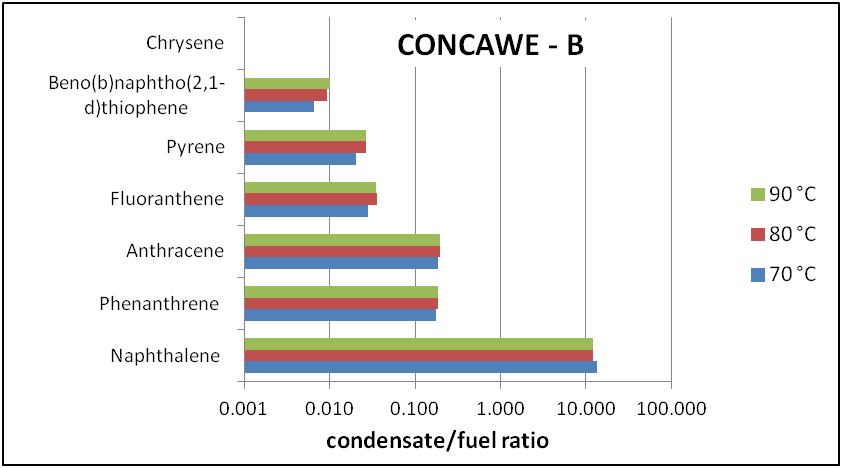 CONCAWE - B
Chrysene
Beno(b)naphtho(2,1-
d)thiophene
Pyrene
Fluoranthene
Anthracene
Phenanthrene
Naphthalene
90 °C
80 °C
70 °C
0.001 0.010 0.100 1.000 10.000 100.000
condensate/fuel ratio